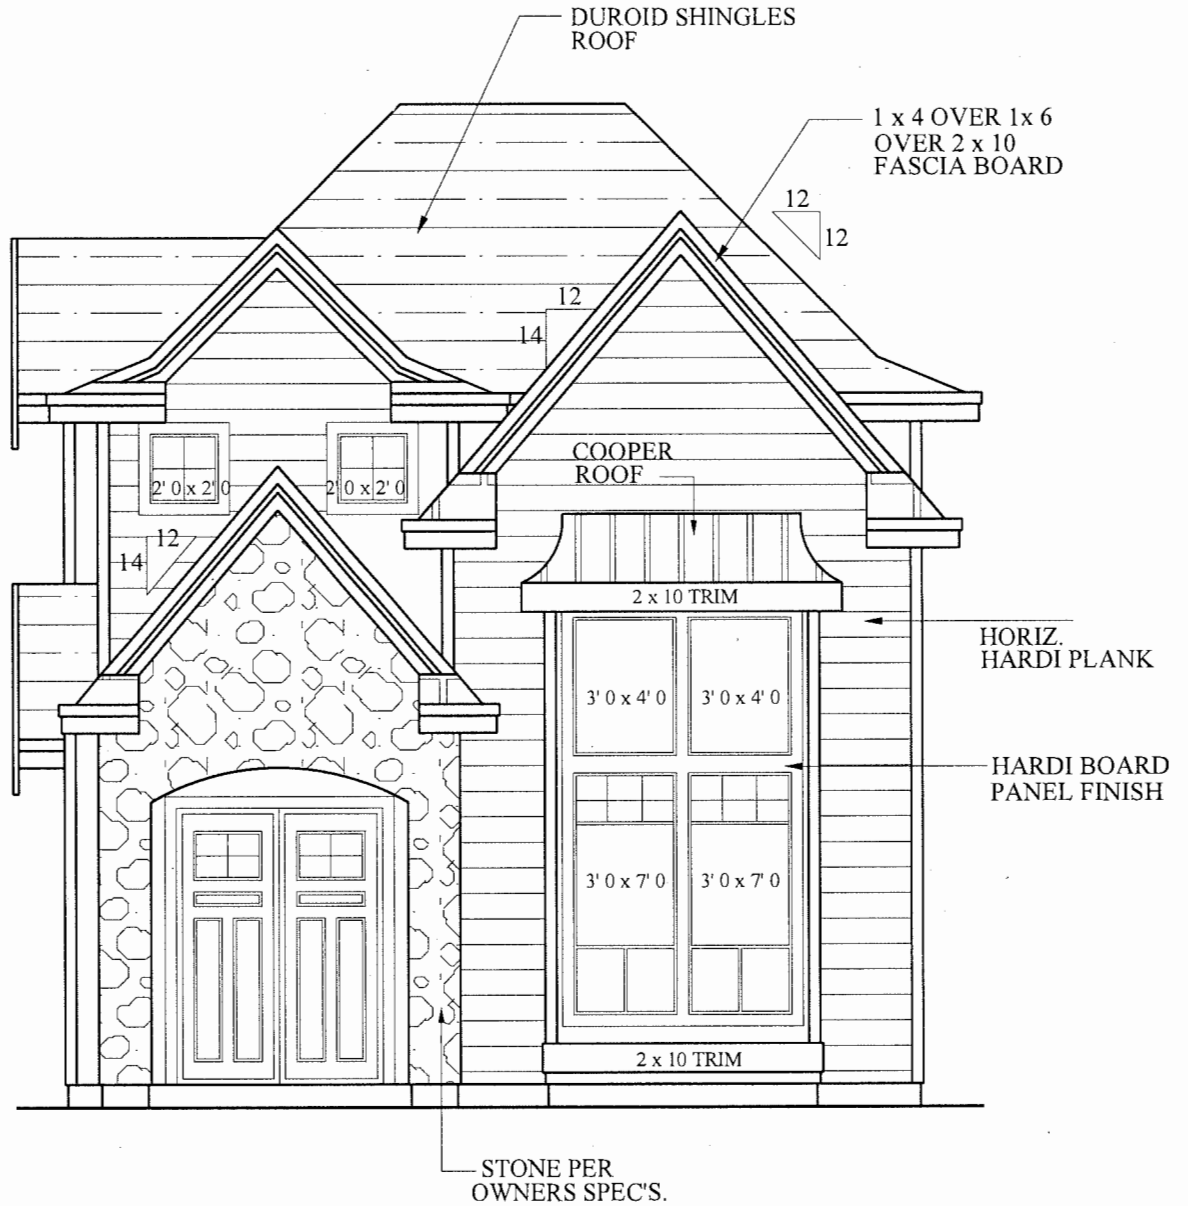 DUROID SHINGLES
ROOF
1 x 4 OVER 1x 6
OVER 2 x 10
FASCIA BOARD
12
12
12
14
COOPER
ROOF
2' 0 x 2' 0
2' 0 x 2' 0
12
14
2 x 10 TRIM
HORIZ.
HARDI PLANK
3' 0 x 4' 0
3' 0 x 4' 0
HARDI BOARD
PANEL FINISH
3' 0 x 7' 0
3' 0 x 7' 0
2 x 10 TRIM
STONE PER
OWNERS SPEC'S.